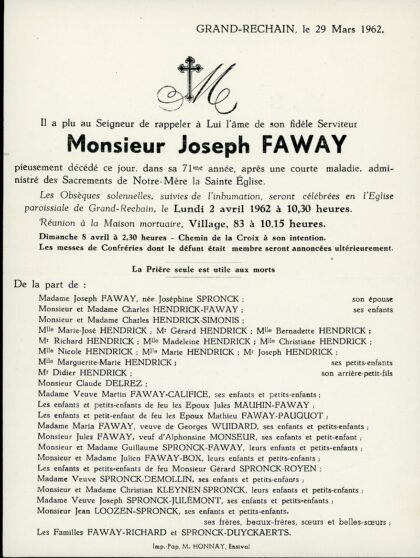 GRAND-RECHAIN, le 29 Mars 1962.
M
Il a plu au Seigneur de rappeler à Lui l'âme de son fidèle Serviteur
Monsieur Joseph FAWAY
pieusement décédé ce jour, dans sa 71me année, après une courte maladie, admi-
nistré des Sacrements de Notre-Mère la Sainte Église.
Les Obsèques solennelles, suivies de l'inhumation, seront célébrées en l'Eglise
paroissiale de Grand-Rechain, le Lundi 2 avril 1962 à 10,30 heures.
Réunion à la Maison mortuaire, Village, 83 à 10,15 heures.
Dimanche 8 avril à 2,30 heures - Chemin de la Croix à son intention.
Les messes de Confréries dont le défunt était membre seront annoncées ultérieurement.
La Prière seule est utile aux morts
De la part de :
Madame Joseph FAWAY, née Joséphine SPRONCK ; son épouse
Monsieur et Madame Charles HENDRICK-FAWAY ; ses enfants
Monsieur et Madame Charles HENDRICK-SIMONIS ;
Mlle Marie-José HENDRICK ; Mr Gérard HENDRICK ; Mlle Bernadette HENDRICK ;
Mr Richard HENDRICK ; Mlle Madeleine HENDRICK ; Mlle Christiane HENDRICK ;
Mlle Nicole HENDRICK ; Mlle Marie HENDRICK ; Mr Joseph HENDRICK ;
Mlle Marguerite-Marie HENDRICK ; ses petits-enfants
Mr Didier HENDRICK ; son arrière-petit-fils
Monsieur Claude DELREZ ;
Madame Veuve Martin FAWAY-CALIFICE, ses enfants et petits-enfants ;
Les enfants et petits-enfants de feu les Epoux Jules MAUHIN-FAWAY ;
Les enfants et petit-enfant de feu les Epoux Mathieu FAWAY-PAUQUOT ;
Madame Maria FAWAY, veuve de Georges WUIDARD, ses enfants et petits-enfants ;
Monsieur Jules FAWAY, veuf d'Alphonsine MONSEUR, ses enfants et petit-enfant ;
Monsieur et Madame Guillaume SPRONCK-FAWAY, leurs enfants et petits-enfants ;
Monsieur et Madame Julien FAWAY-BOX, leurs enfants et petits-enfants ;
Les enfants et petits-enfants de feu Monsieur Gérard SPRONCK-ROYEN ;
Madame Veuve SPRONCK-DEMOLLIN, ses enfants et petits-enfants ;
Monsieur et Madame Christian KLEYNEN-SPRONCK, leurs enfants et petits-enfants ;
Madame Veuve Joseph SPRONCK-JULÉMONT, ses enfants et petits-enfants ;
Monsieur Jean LOOZEN-SPRONCK, ses enfants et petits-enfants.
ses frères, beaux-frères, sœurs et belles-sœurs ;
Les Familles FAWAY-RICHARD et SPRONCK-DUYCKAERTS.
Imp.-Pap. M. HONNAY, Ensival